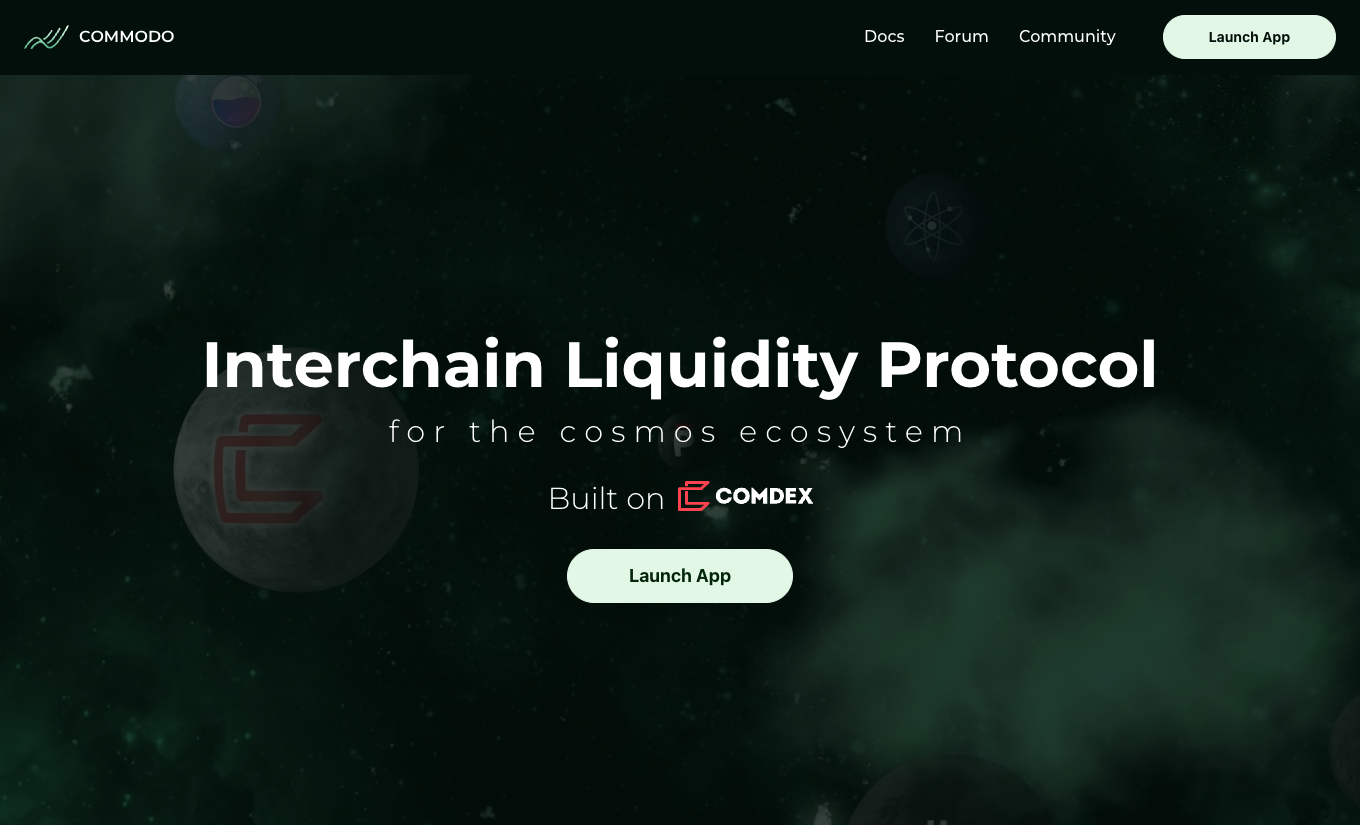 COMMODO
Docs
Forum
Community
Launch App
Interchain Liquidity Protocol
for the cosmos ecosystem
Built on COMDEX
Launch App